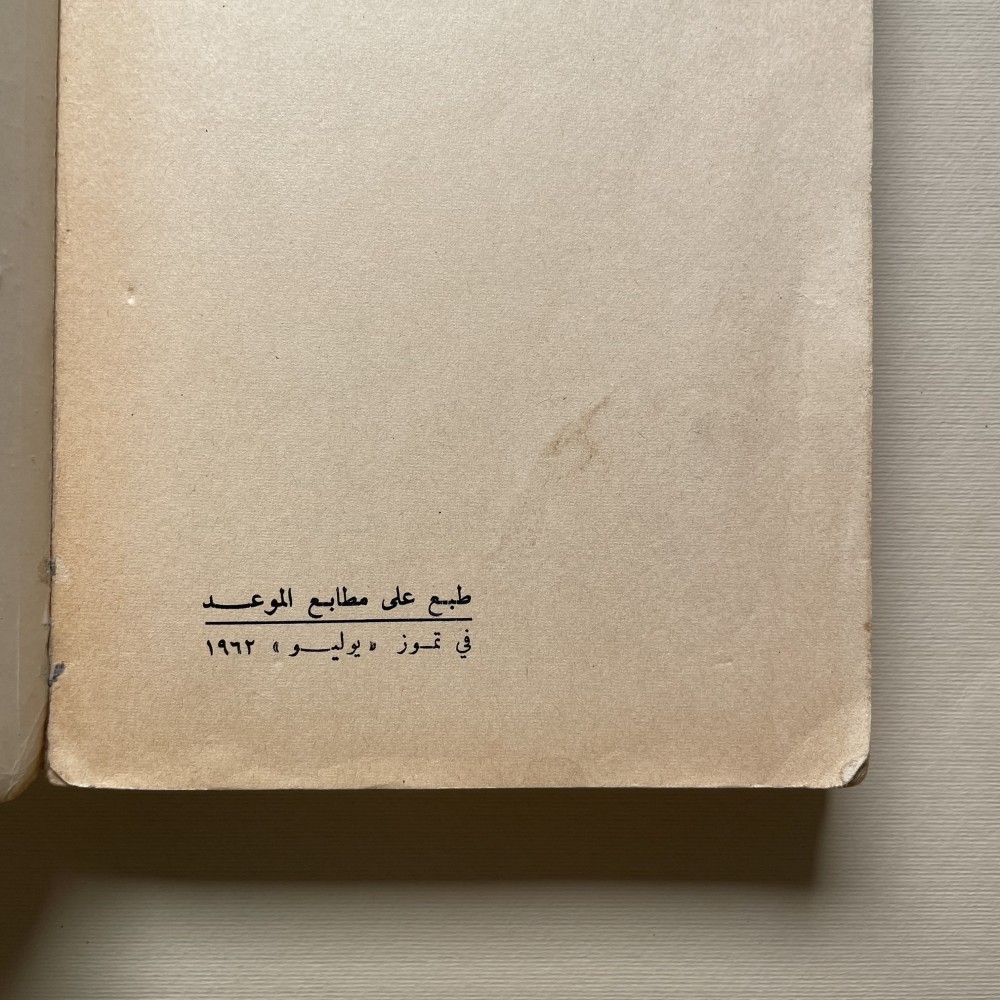 طبع على مطابع الموعد
في تموز « يوليو » ١٩٦٢